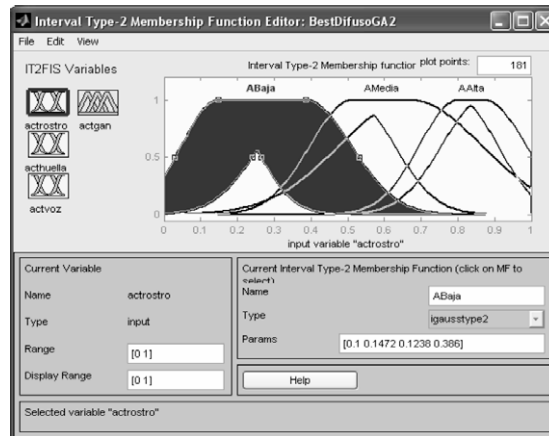 Interval Type-2 Membership Function Editor: BestDifusoGA2
File Edit View
IT2FIS Variables
Interval Type-2 Membership function plot points: 181
actrostro actgan
acthuella
actvoz
ABaja AMedia AAlta
1
0.5
0
0 0.1 0.2 0.3 0.4 0.5 0.6 0.7 0.8 0.9 1
input variable "actrostro"
Current Variable
Name actrostro
Type input
Range [0 1]
Display Range [0 1]
Current Interval Type-2 Membership Function (click on MF to select)
Name ABaja
Type igausstype2
Params [0.1 0.1472 0.1238 0.386]
Help
Selected variable "actrostro"